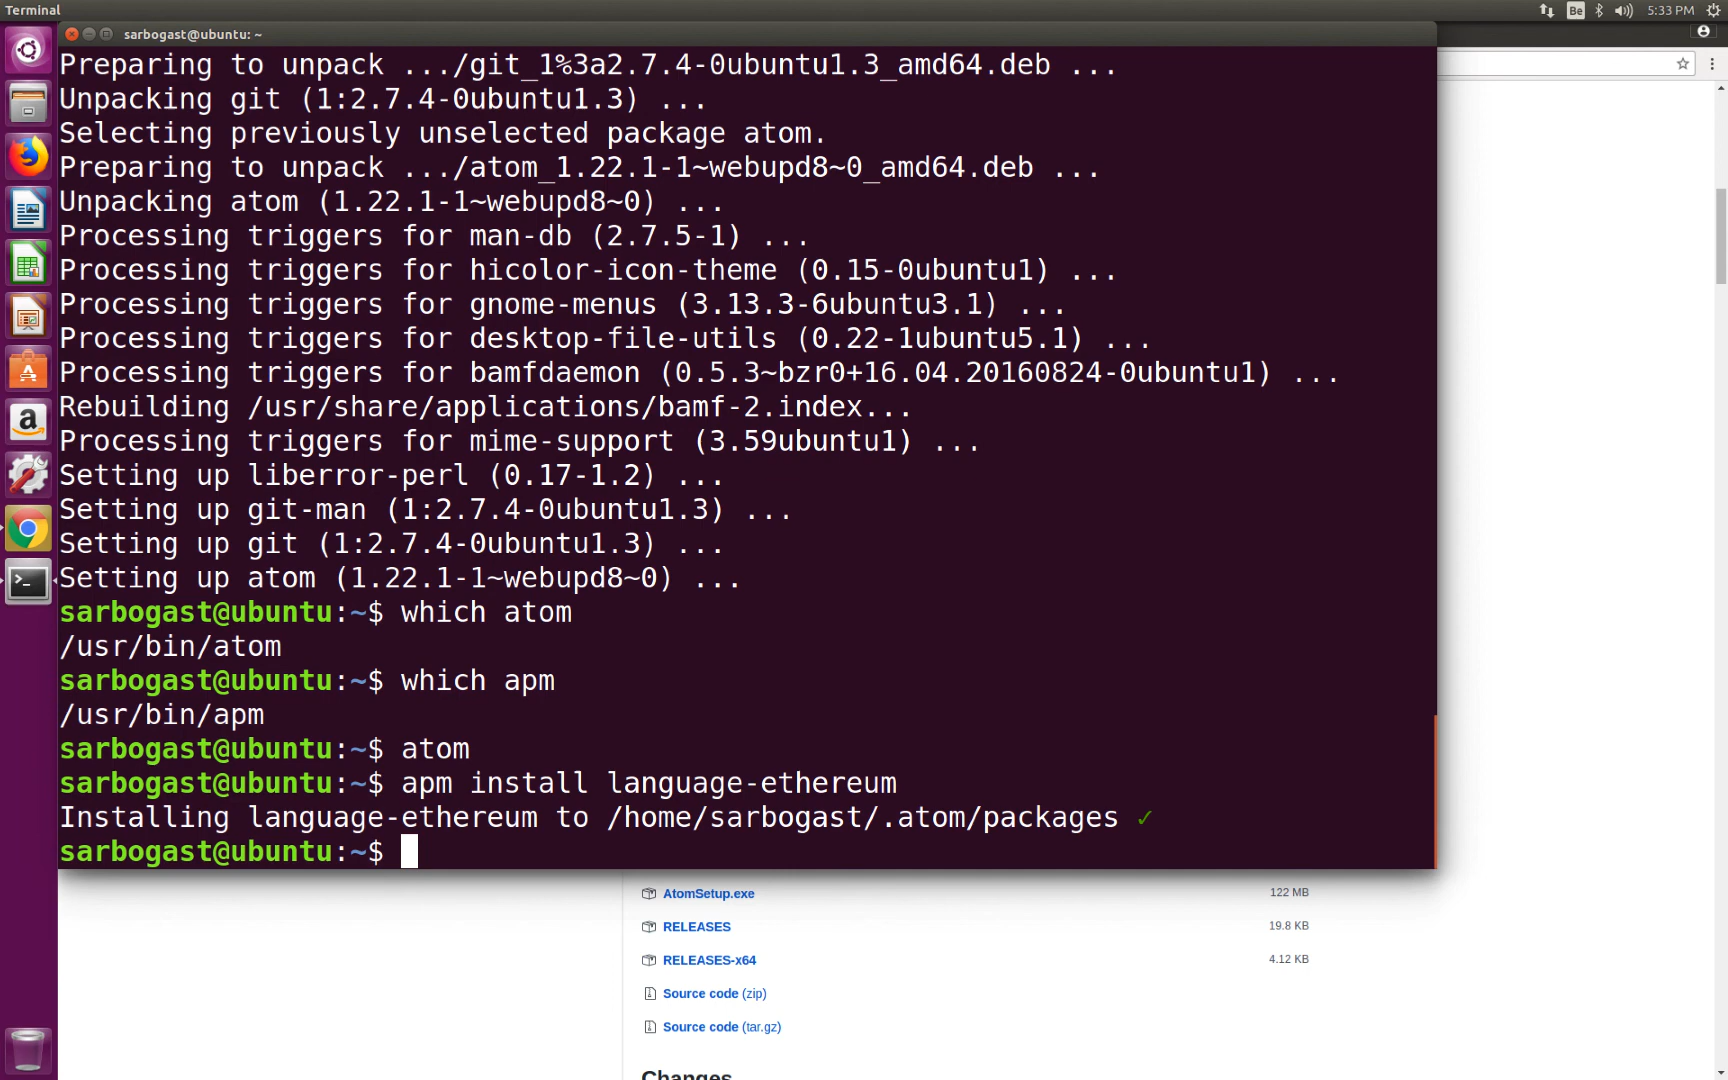 Terminal
Be
5:33 PM
sarbogast@ubuntu: ~
Preparing to unpack .../git_1%3a2.7.4-0ubuntu1.3_amd64.deb ...
Unpacking git (1:2.7.4-0ubuntu1.3) ...
Selecting previously unselected package atom.
Preparing to unpack .../atom_1.22.1-1~webupd8~0_amd64.deb ...
Unpacking atom (1.22.1-1~webupd8~0) ...
Processing triggers for man-db (2.7.5-1) ...
Processing triggers for hicolor-icon-theme (0.15-0ubuntu1) ...
Processing triggers for gnome-menus (3.13.3-6ubuntu3.1) ...
Processing triggers for desktop-file-utils (0.22-1ubuntu5.1) ...
Processing triggers for bamfdaemon (0.5.3~bzr0+16.04.20160824-0ubuntu1) ...
Rebuilding /usr/share/applications/bamf-2.index...
Processing triggers for mime-support (3.59ubuntu1) ...
Setting up liberror-perl (0.17-1.2) ...
Setting up git-man (1:2.7.4-0ubuntu1.3) ...
Setting up git (1:2.7.4-0ubuntu1.3) ...
Setting up atom (1.22.1-1~webupd8~0) ...
sarbogast@ubuntu:~$ which atom
/usr/bin/atom
sarbogast@ubuntu:~$ which apm
/usr/bin/apm
sarbogast@ubuntu:~$ atom
sarbogast@ubuntu:~$ apm install language-ethereum
Installing language-ethereum to /home/sarbogast/.atom/packages ✓
sarbogast@ubuntu:~$
AtomSetup.exe 122 MB
RELEASES 19.8 KB
RELEASES-x64 4.12 KB
Source code (zip)
Source code (tar.gz)
Changes